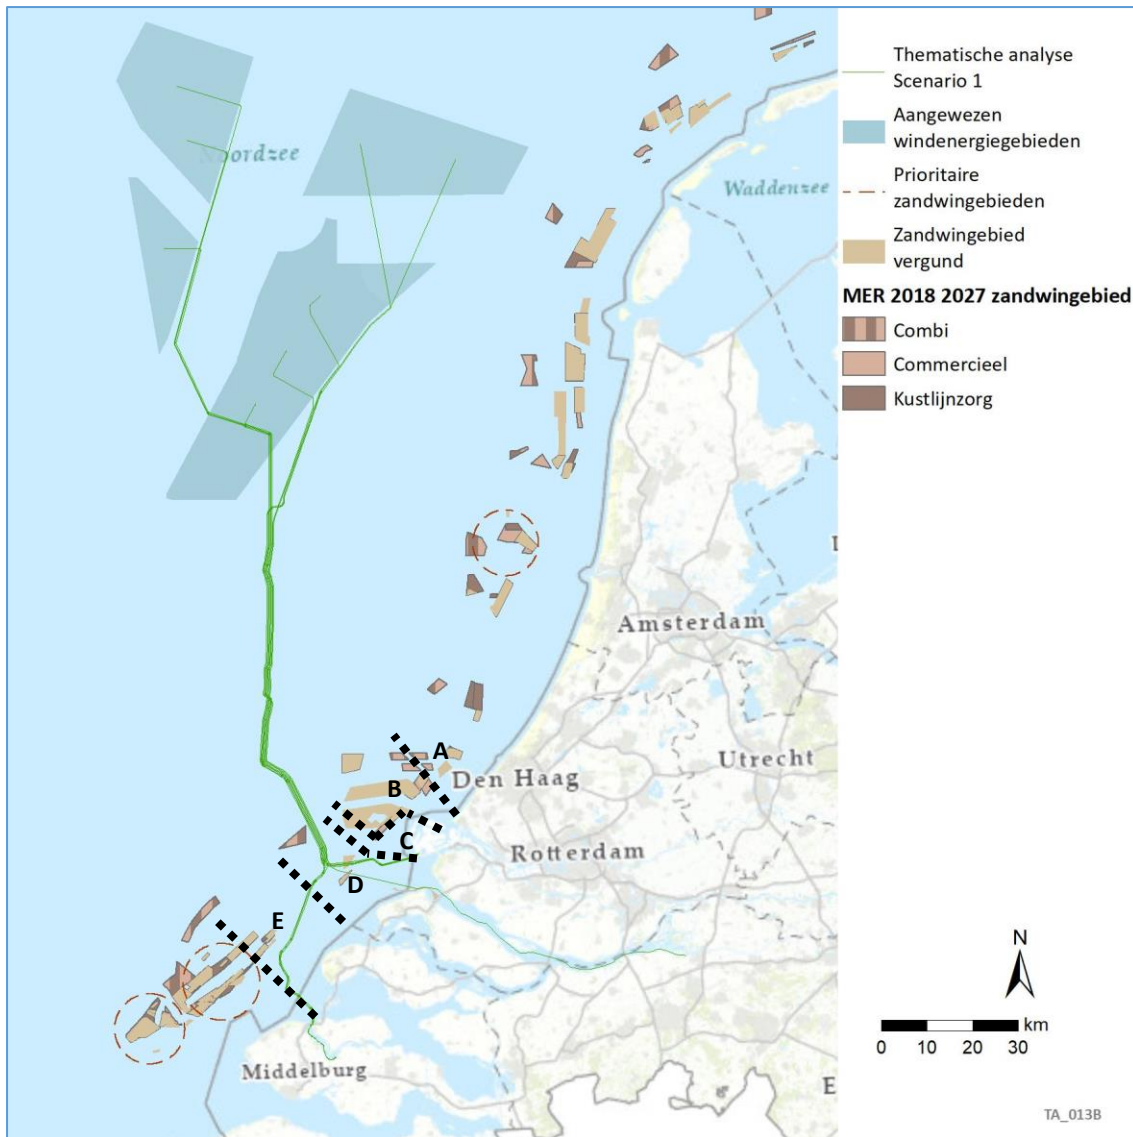 Noordzee
Waddenzee
Amsterdam
Utrecht
A
Den Haag
B
C
Rotterdam
D
E
Middelburg
E
Thematische analyse
Scenario 1
Aangewezen
windenergiegebieden
Prioritaire
zandwingebieden
Zandwingebied
vergund
MER 2018 2027 zandwingebied
Combi
Commercieel
Kustlijnzorg
N
km
0 10 20 30
TA_013B